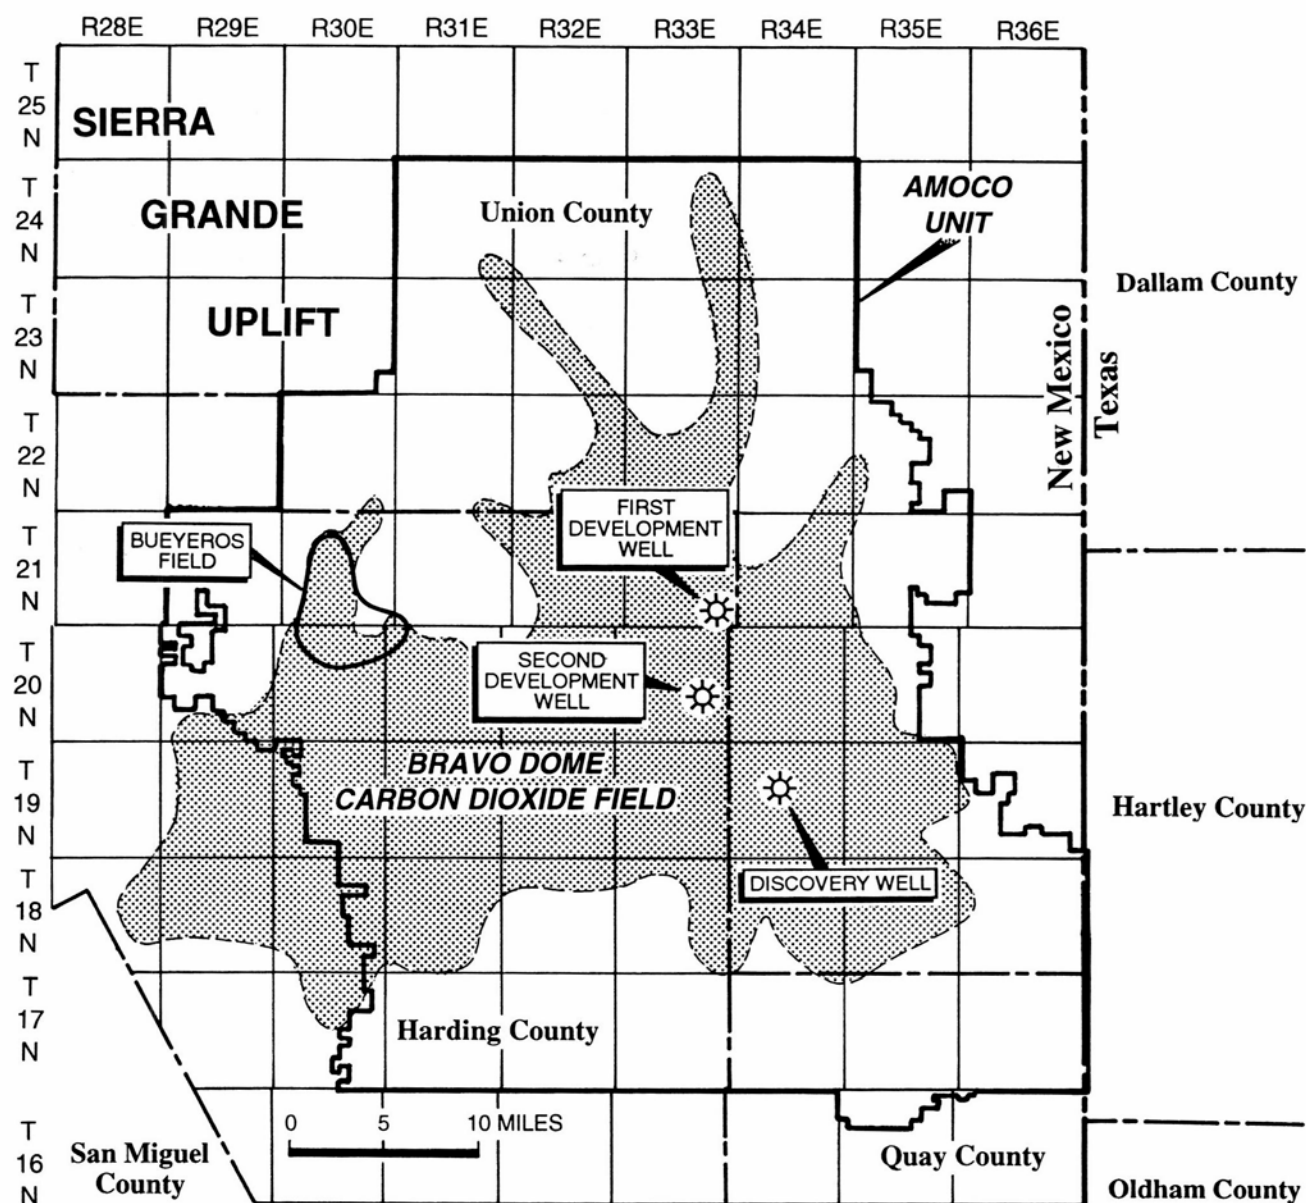 R28E R29E R30E R31E R32E R33E R34E R35E R36E
T
25
N
SIERRA
T
24
N
GRANDE
Union County
AMOCO
UNIT
Dallam County
T
23
N
UPLIFT
New Mexico
Texas
T
22
N
FIRST
DEVELOPMENT
WELL
BUEYEROS
FIELD
T
21
N
SECOND
DEVELOPMENT
WELL
T
20
N
BRAVO DOME
CARBON DIOXIDE FIELD
T
19
N
Hartley County
DISCOVERY WELL
T
18
N
T
17
N
Harding County
0 5 10 MILES
T
16
N
San Miguel
County
Quay County
Oldham County